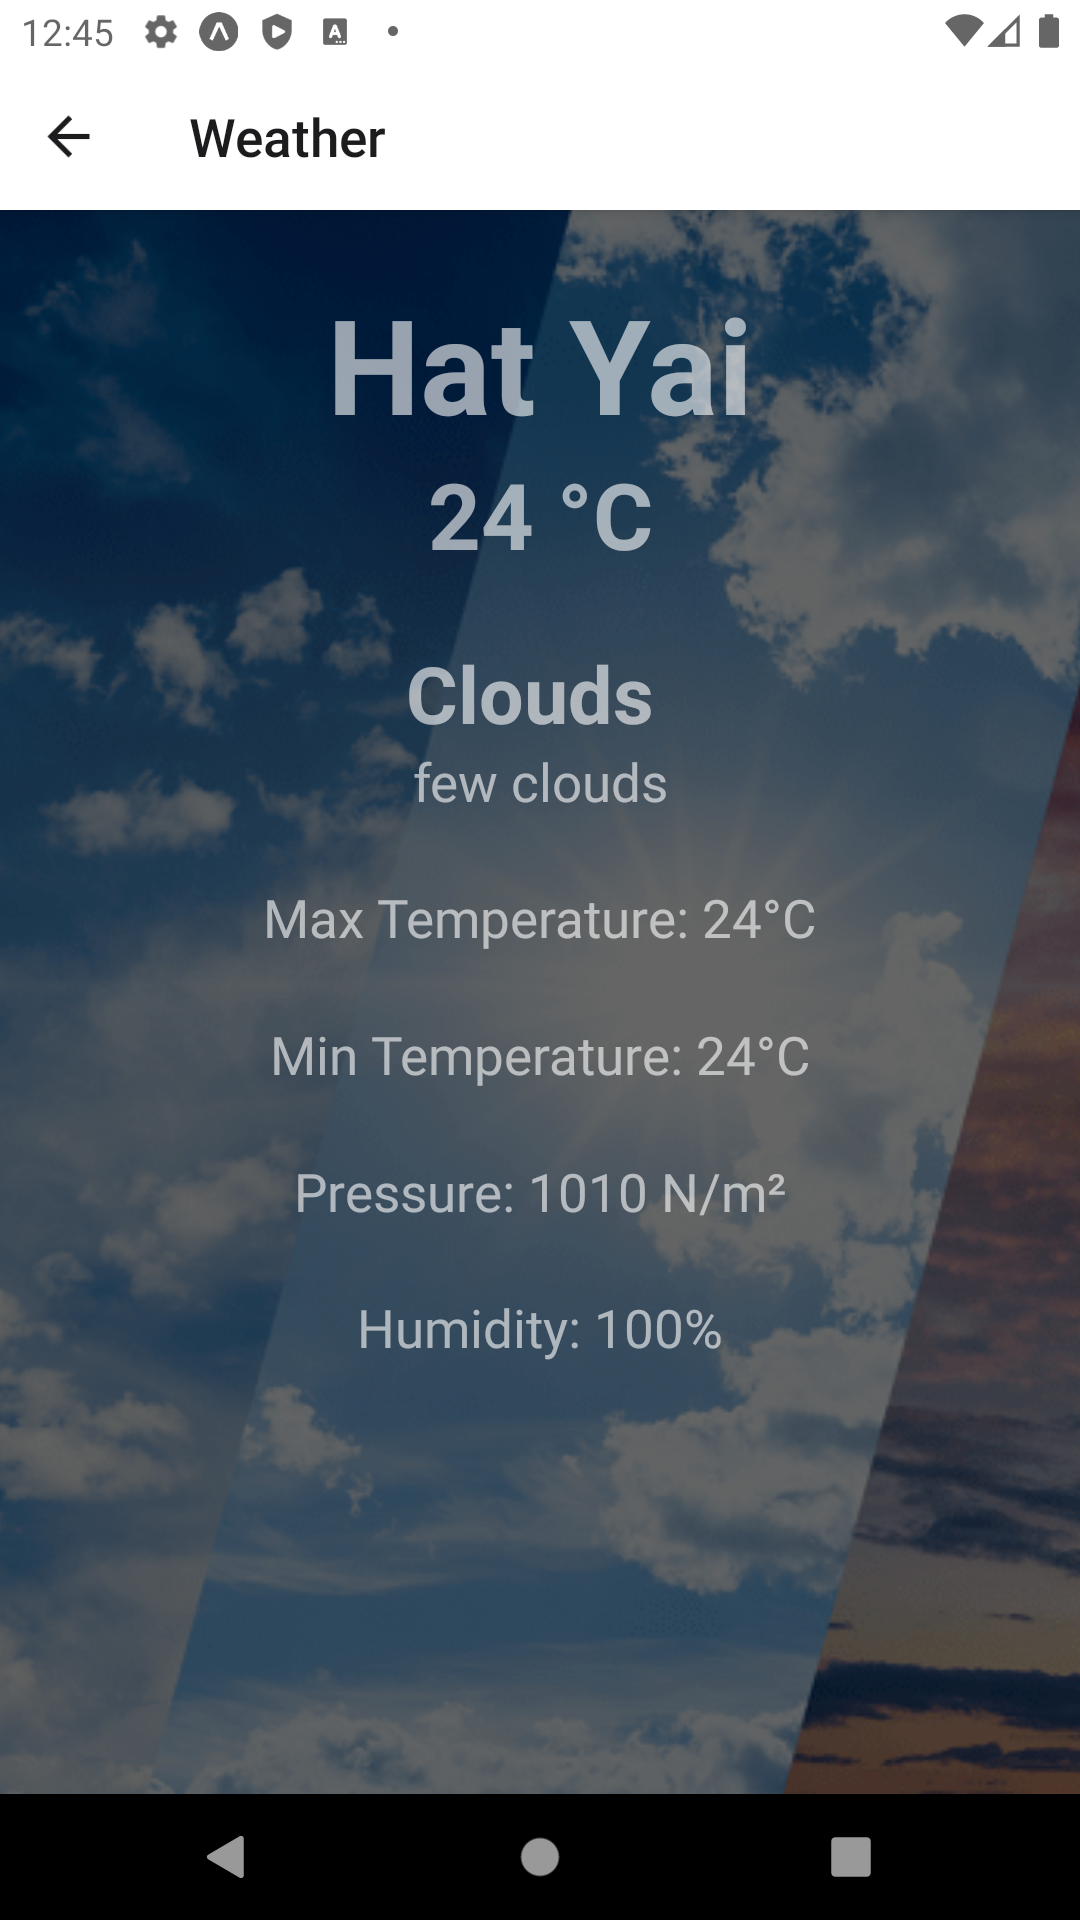 12:45
Weather
Hat Yai
24 °C
Clouds
few clouds
Max Temperature: 24°C
Min Temperature: 24°C
Pressure: 1010 N/m²
Humidity: 100%